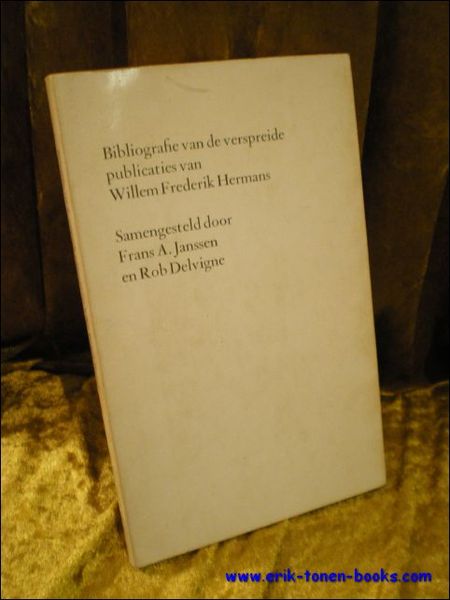 Bibliografie van de verspreide
publicaties van
Willem Frederik Hermans
Samengesteld door
Frans A. Janssen
en Rob Delvigne
www.erik-tonen-books.com